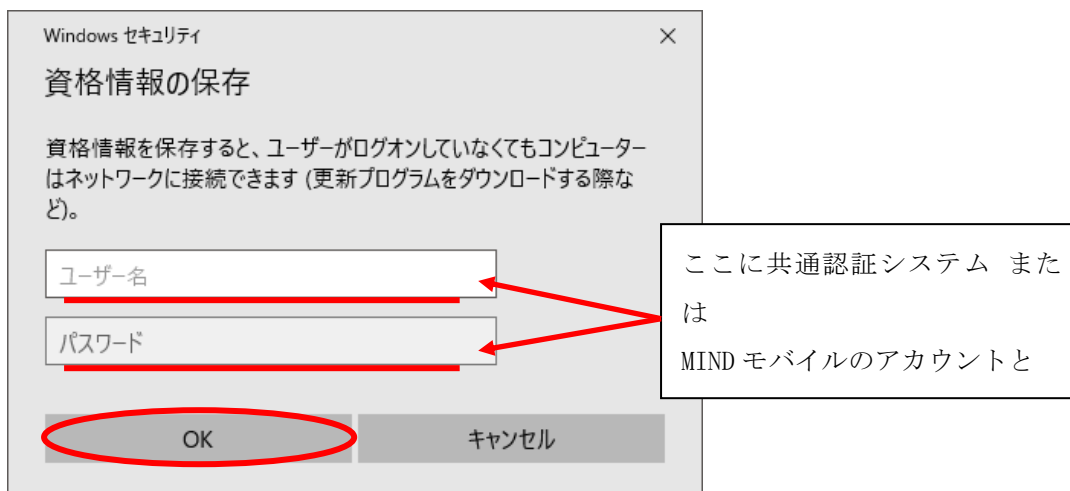 Windows セキュリティ
資格情報の保存
資格情報を保存すると、ユーザーがログオンしていなくてもコンピューター
はネットワークに接続できます (更新プログラムをダウンロードする際な
ど)。
ユーザー名
パスワード
ここに共通認証システム また
は
MIND モバイルのアカウントと
OK
キャンセル